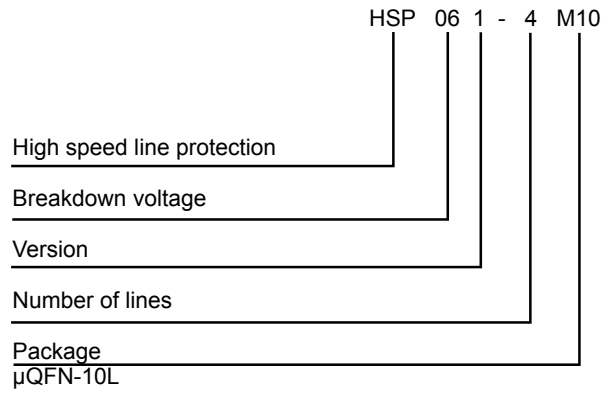 HSP 06 1 - 4 M10
High speed line protection
Breakdown voltage
Version
Number of lines
Package
µQFN-10L